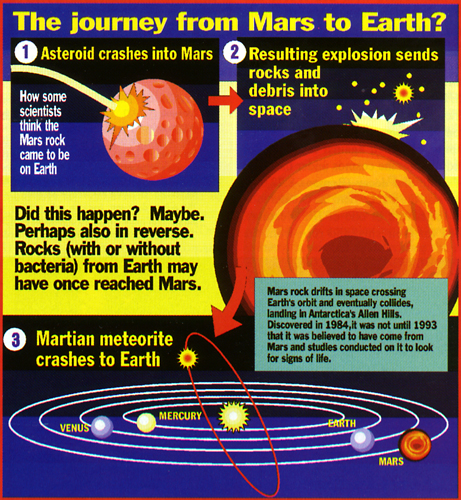 The journey from Mars to Earth?
1 Asteroid crashes into Mars
How some
scientists
think the
Mars rock
came to be
on Earth
2 Resulting explosion sends
rocks and
debris into
space
Did this happen? Maybe.
Perhaps also in reverse.
Rocks (with or without
bacteria) from Earth may
have once reached Mars.
Mars rock drifts in space crossing
Earth's orbit and eventually collides,
landing in Antarctica's Allen Hills.
Discovered in 1984,it was not until 1993
that it was believed to have come from
Mars and studies conducted on it to look
for signs of life.
3 Martian meteorite
crashes to Earth
MERCURY
VENUS
EARTH
MARS